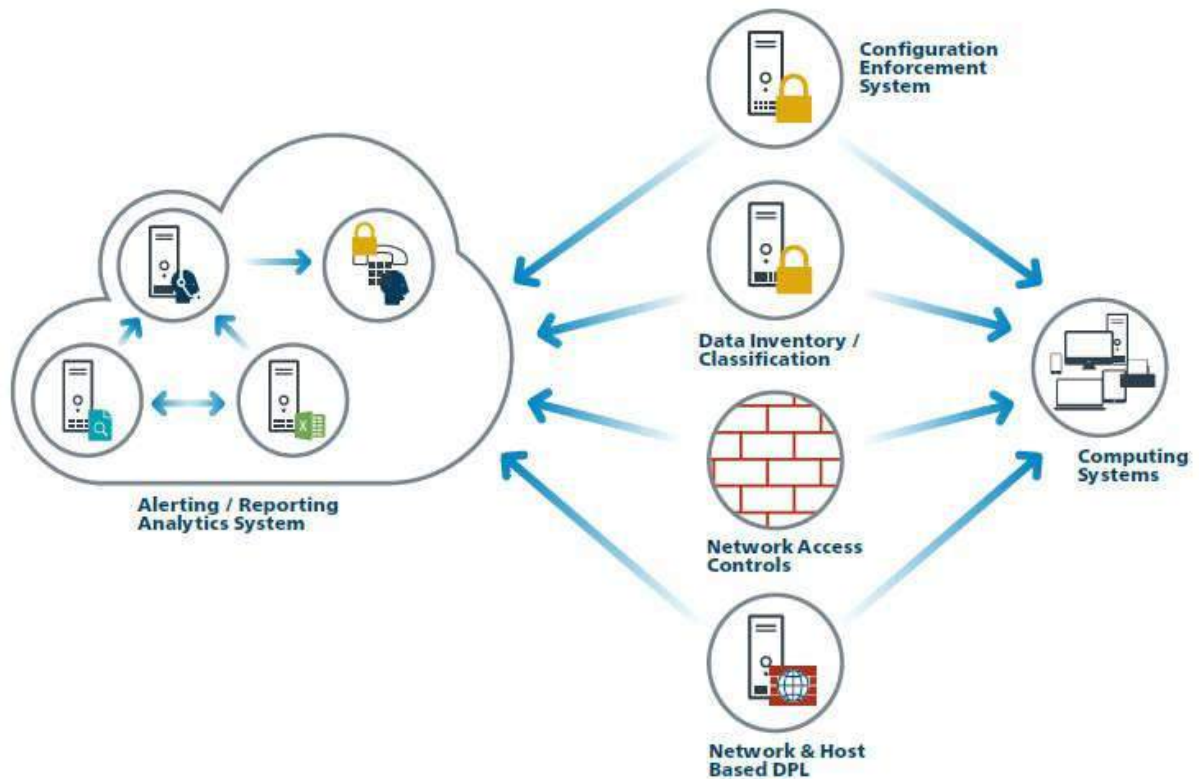 Configuration
Enforcement
System
Data Inventory /
Classification
Alerting / Reporting
Analytics System
Network Access
Controls
Computing
Systems
Network & Host
Based DPL